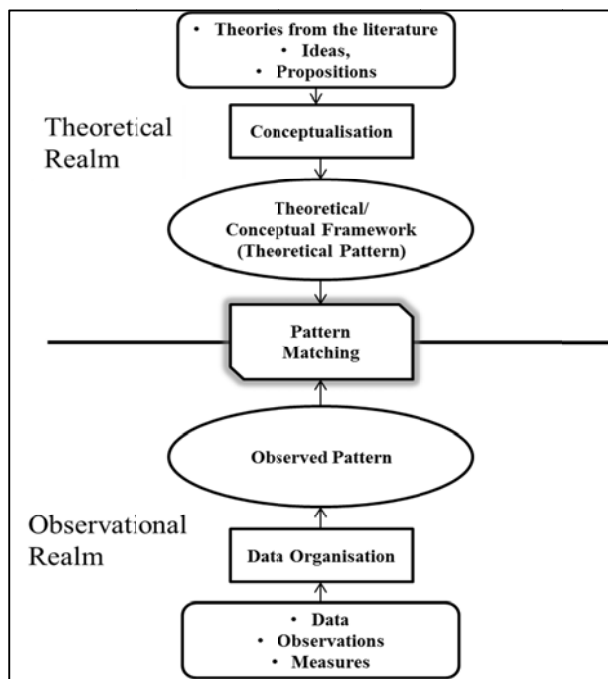 • Theories from the literature
• Ideas,
• Propositions
Theoretical
Realm
Conceptualisation
Theoretical/
Conceptual Framework
(Theoretical Pattern)
Pattern
Matching
Observed Pattern
Observational
Realm
Data Organisation
• Data
• Observations
• Measures